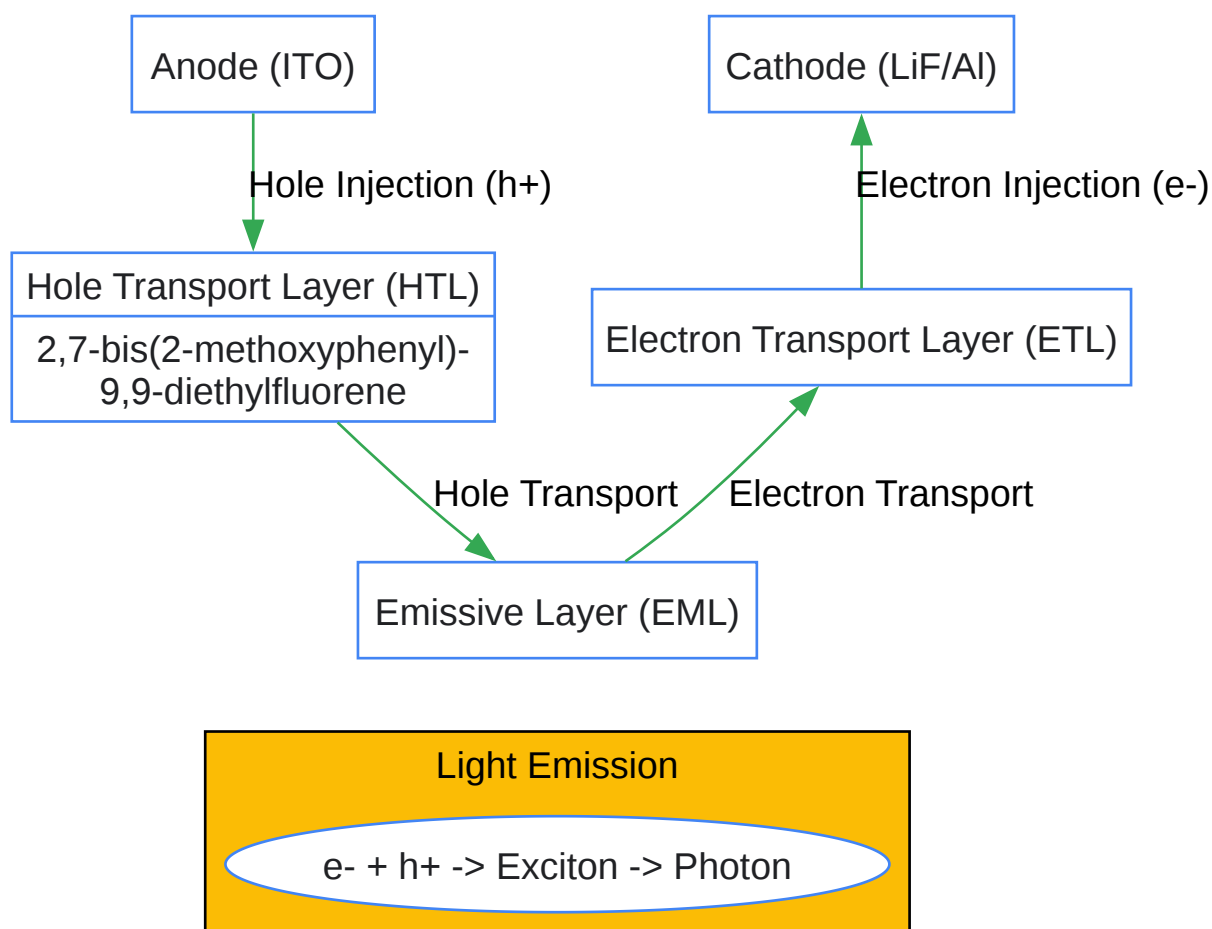 Anode (ITO)
Cathode (LiF/Al)
Hole Injection (h+)
Electron Injection (e-)
Hole Transport Layer (HTL)
2,7-bis(2-methoxyphenyl)-
9,9-diethylfluorene
Electron Transport Layer (ETL)
Hole Transport
Electron Transport
Emissive Layer (EML)
Light Emission
e- + h+ -> Exciton -> Photon